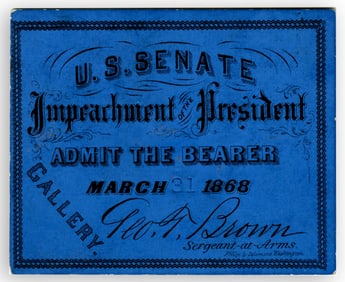 U.S. SENATE
Impeachment OF THE President
ADMIT THE BEARER
MARCH 31 1868
GALLERY.
Geo. T. Brown
Sergeant-at-Arms.